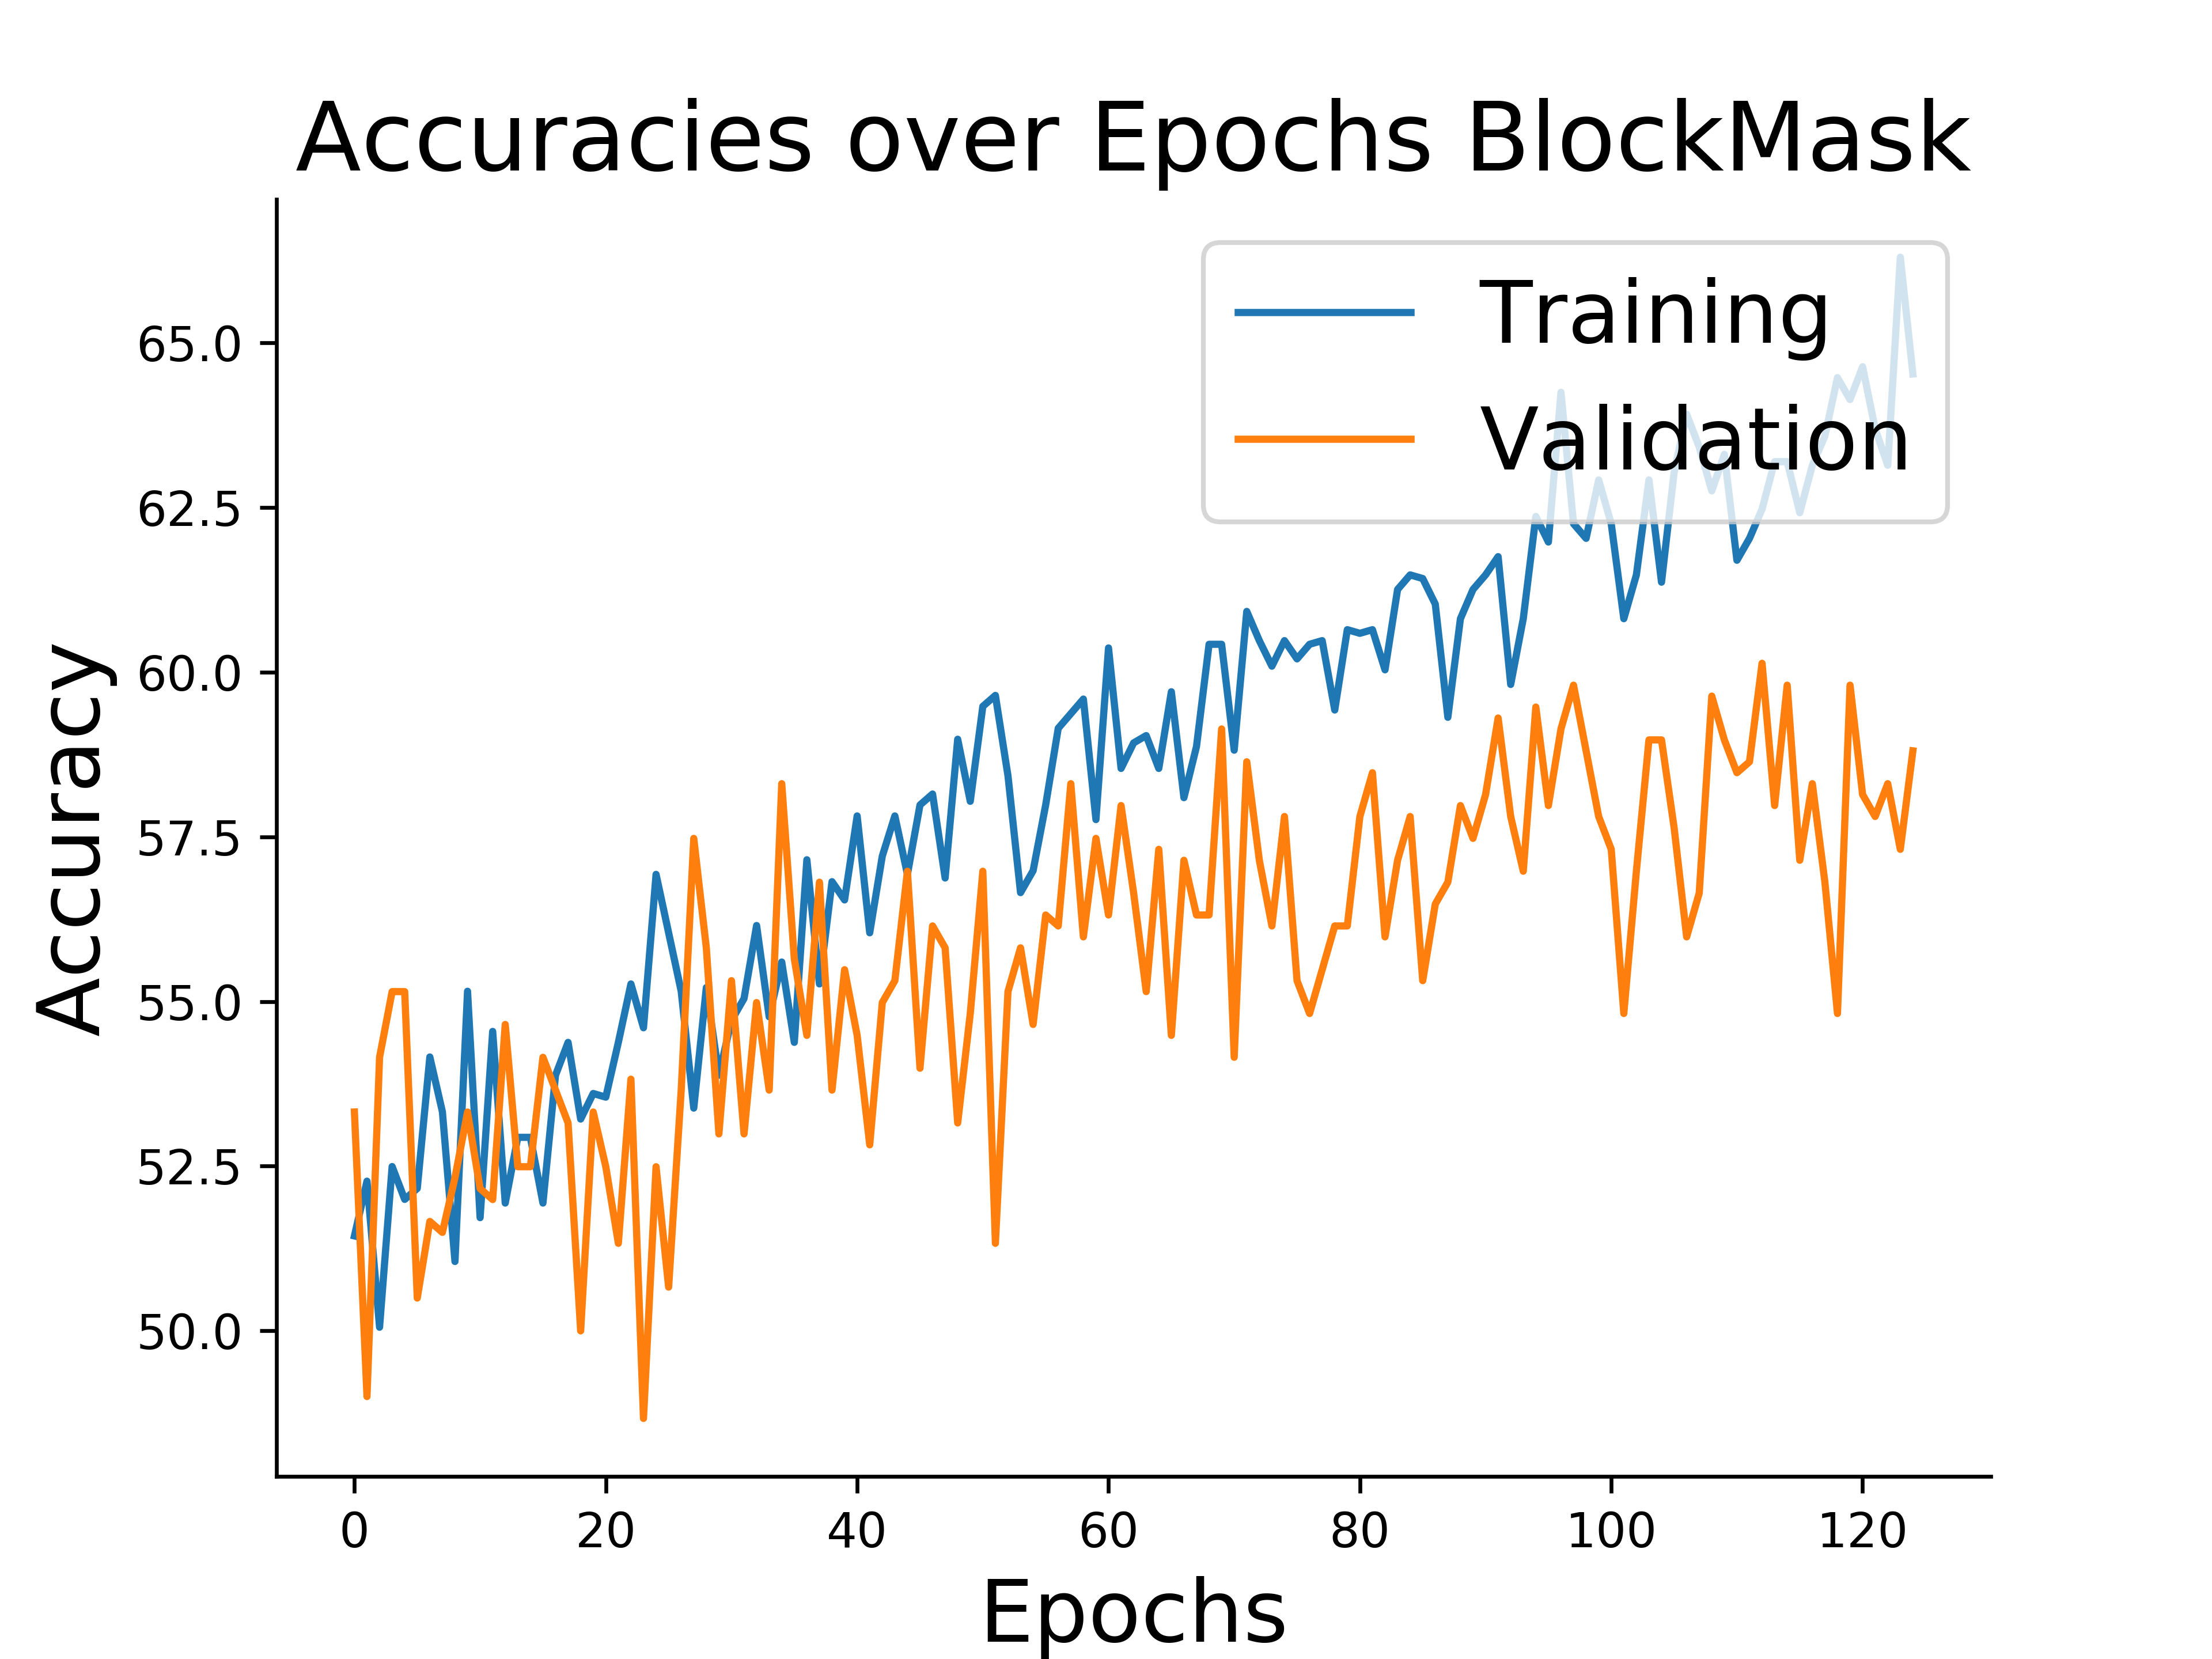 Accuracies over Epochs BlockMask
Training
Validation
65.0
62.5
60.0
57.5
55.0
52.5
50.0
Accuracy
0 20 40 60 80 100 120
Epochs